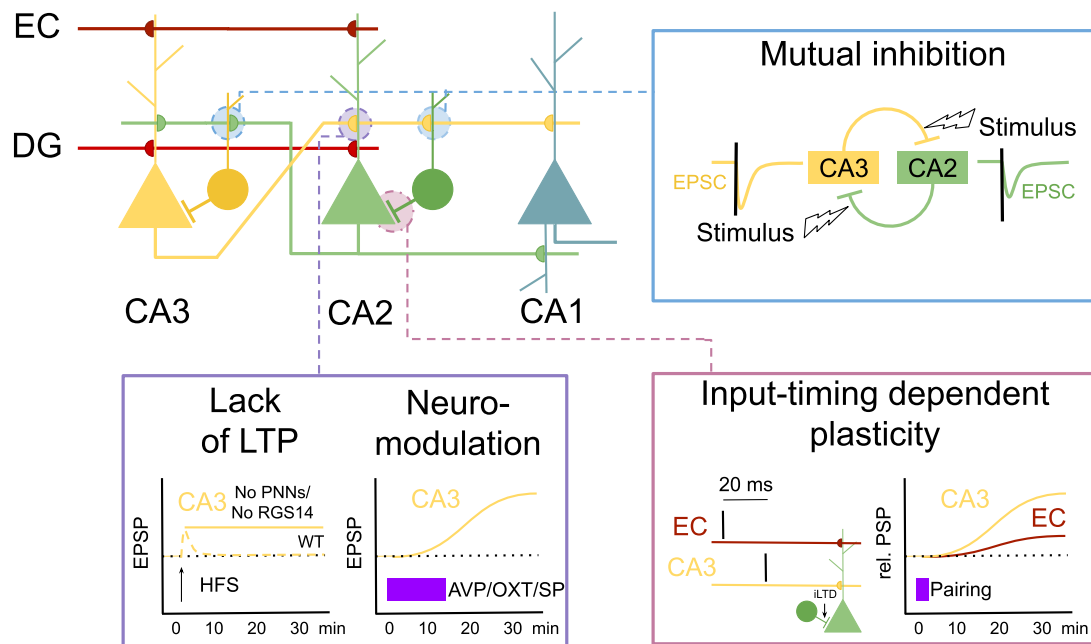 EC
DG
CA3
CA2
CA1
Mutual inhibition
Stimulus
CA3
CA2
EPSC
EPSC
Stimulus
Lack
of LTP
CA3
No PNNs/
No RGS14
WT
EPSP
HFS
0 10 20 30 min
Neuro-
modulation
CA3
EPSP
AVP/OXT/SP
0 10 20 30 min
Input-timing dependent
plasticity
20 ms
EC
CA3
iLTD
CA3
EC
rel. PSP
Pairing
0 10 20 30 min